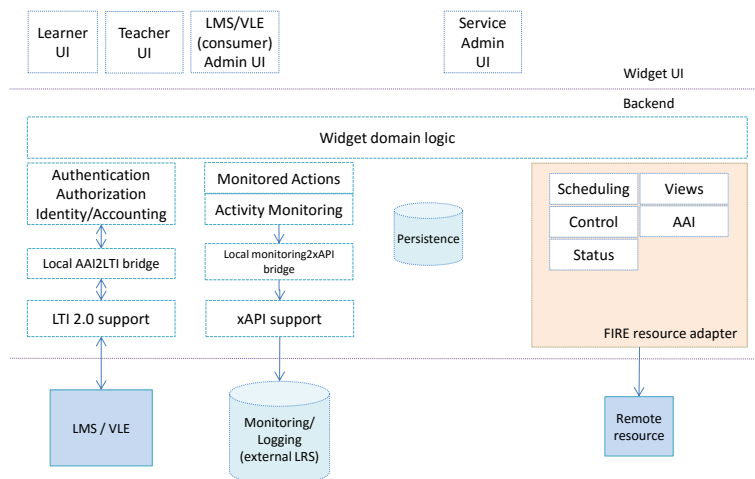 Learner
UI
Teacher
UI
LMS/VLE
(consumer)
Admin UI
Service
Admin
UI
Widget UI
Backend
Widget domain logic
Authentication
Authorization
Identity/Accounting
Monitored Actions
Activity Monitoring
Persistence
Scheduling
Views
Control
AAI
Status
Local AAI2LTI bridge
Local monitoring2xAPI
bridge
LTI 2.0 support
xAPI support
FIRE resource adapter
LMS / VLE
Monitoring/
Logging
(external LRS)
Remote
resource